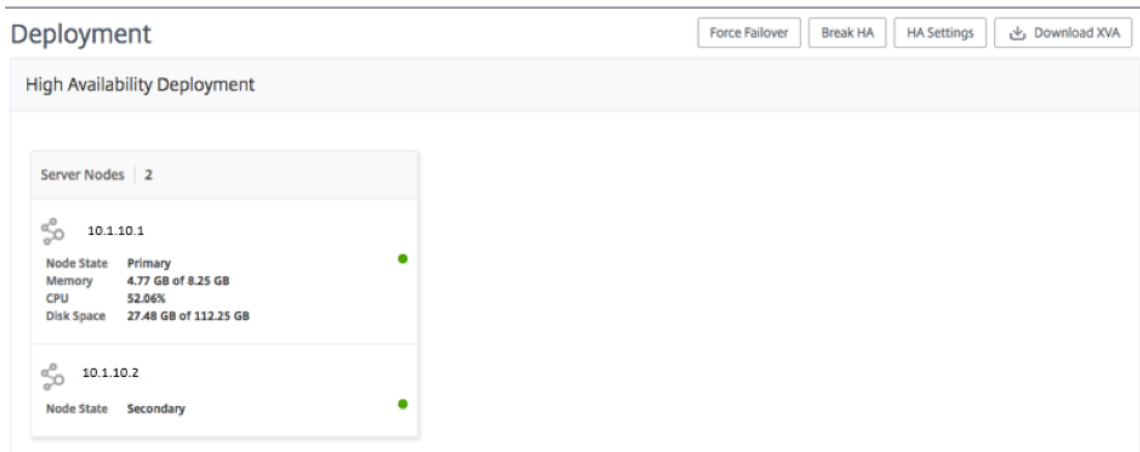 Deployment
Force Failover
Break HA
HA Settings
Download XVA
High Availability Deployment
Server Nodes 2
10.1.10.1
Node State Primary
Memory 4.77 GB of 8.25 GB
CPU 52.06%
Disk Space 27.48 GB of 112.25 GB
10.1.10.2
Node State Secondary